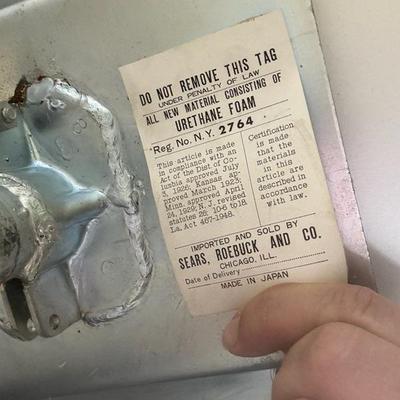 DO NOT REMOVE THIS TAG
UNDER PENALTY OF LAW
ALL NEW MATERIAL CONSISTING OF
URETHANE FOAM
Reg. No. N.Y. 2764
This article is made
in compliance with an
Act of the Dist of Co-
luxbia approved July
3, 1926; Kansas ap-
proved March 1923;
Minn. approved April
24, 1929; N. J. revised
statutes 26: 10-6 to 18
La. Act 467-1948.
Certification
is made
that the
materials
in this
article are
described in
accordance
with law.
IMPORTED AND SOLD BY
SEARS, ROEBUCK AND CO.
CHICAGO, ILL.
Date of Delivery
MADE IN JAPAN